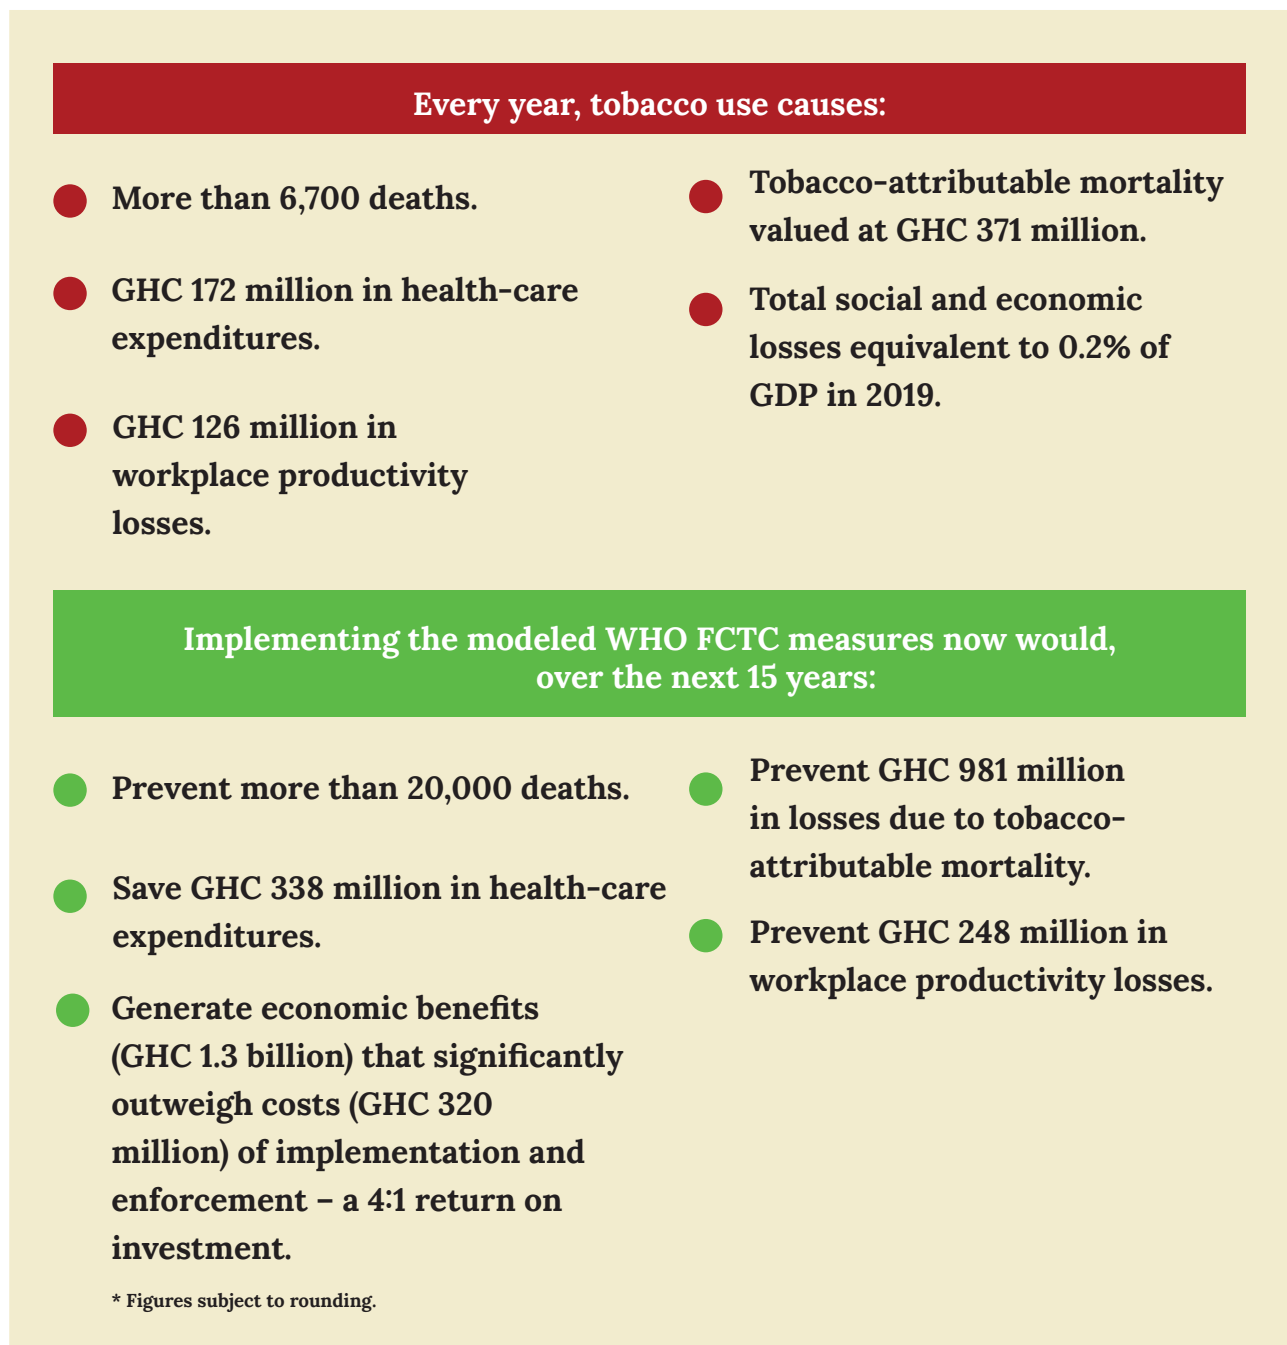 Every year, tobacco use causes:
More than 6,700 deaths.
GHC 172 million in health-care
expenditures.
GHC 126 million in
workplace productivity
losses.
Tobacco-attributable mortality
valued at GHC 371 million.
Total social and economic
losses equivalent to 0.2% of
GDP in 2019.
Implementing the modeled WHO FCTC measures now would,
over the next 15 years:
Prevent more than 20,000 deaths.
Save GHC 338 million in health-care
expenditures.
Generate economic benefits
(GHC 1.3 billion) that significantly
outweigh costs (GHC 320
million) of implementation and
enforcement – a 4:1 return on
investment.
Prevent GHC 981 million
in losses due to tobacco-
attributable mortality.
Prevent GHC 248 million in
workplace productivity losses.
* Figures subject to rounding.